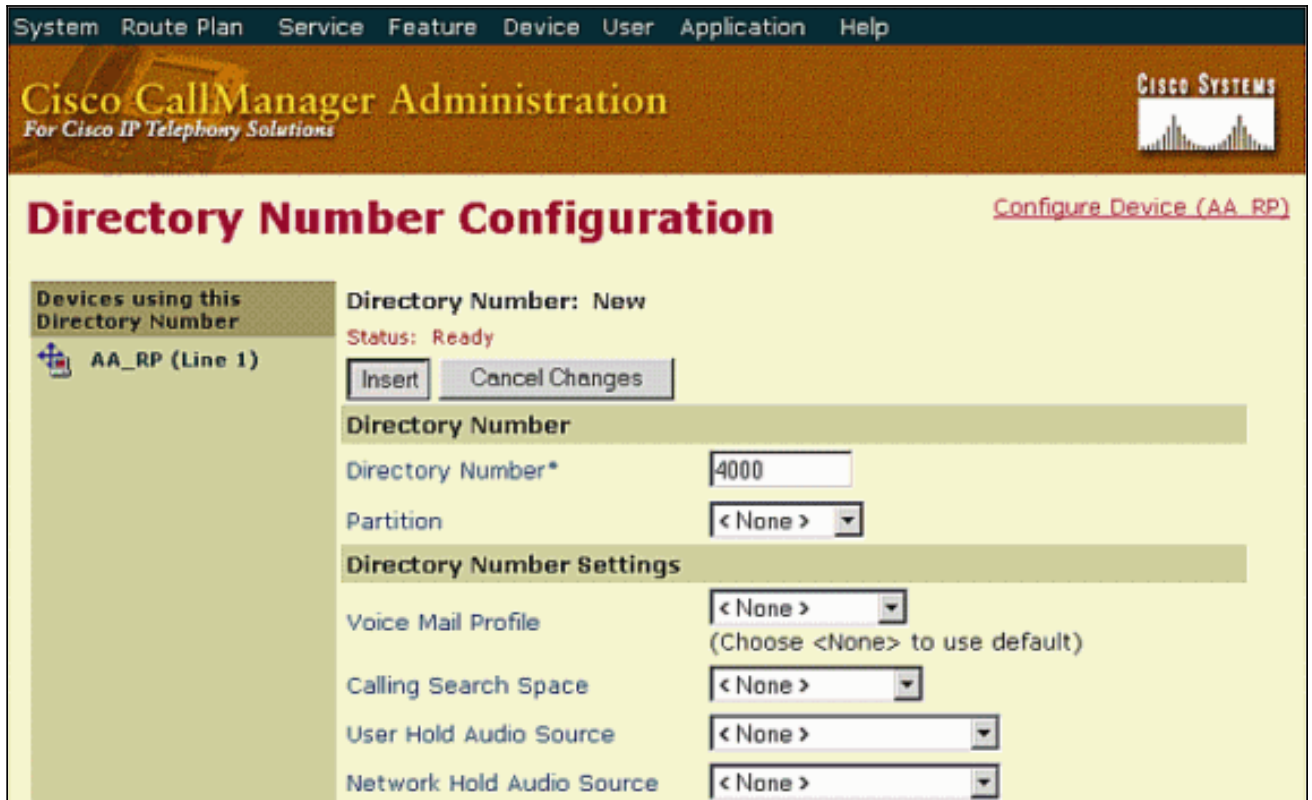 System Route Plan Service Feature Device User Application Help
Cisco CallManager Administration
For Cisco IP Telephony Solutions
CISCO SYSTEMS
Directory Number Configuration
Configure Device (AA_RP)
Devices using this
Directory Number
AA_RP (Line 1)
Directory Number: New
Status: Ready
Insert Cancel Changes
Directory Number
Directory Number* 4000
Partition < None >
Directory Number Settings
Voice Mail Profile < None >
(Choose <None> to use default)
Calling Search Space < None >
User Hold Audio Source < None >
Network Hold Audio Source < None >